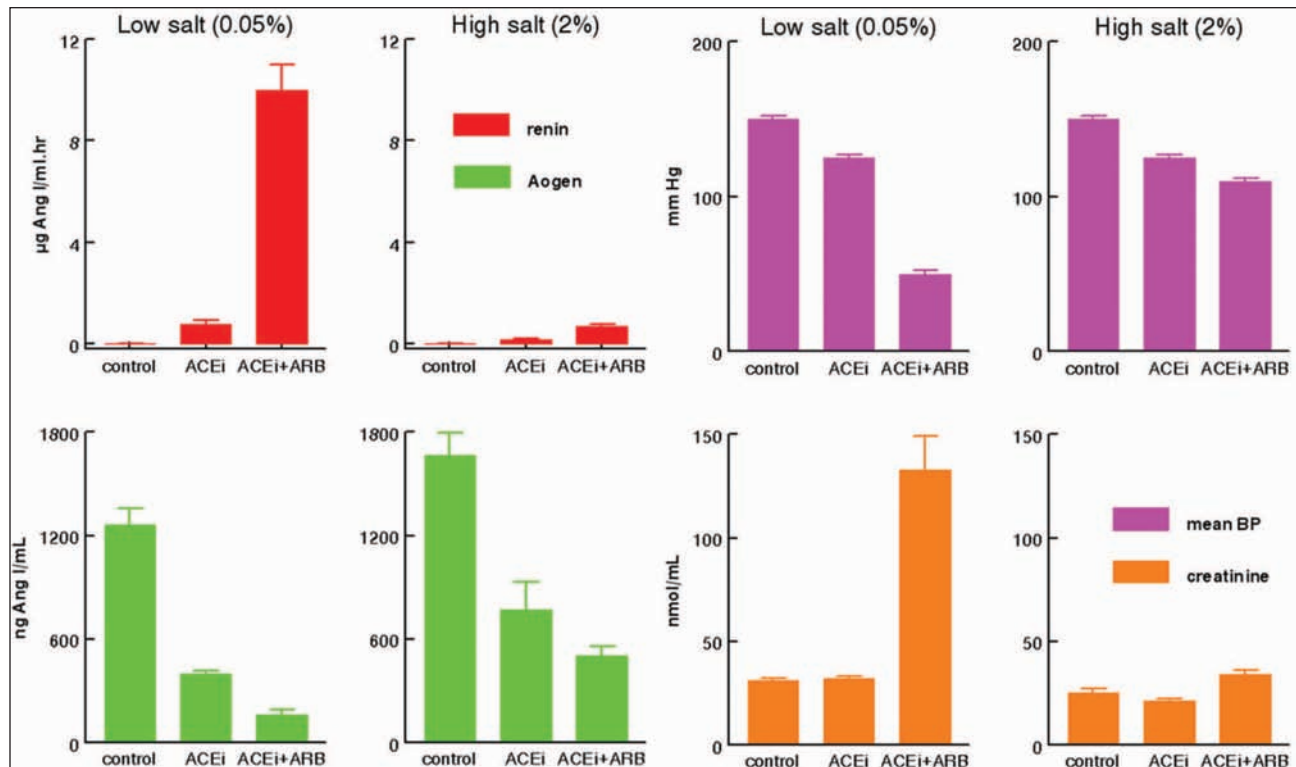 Low salt (0.05%)
High salt (2%)
Low salt (0.05%)
High salt (2%)
µg Ang I/ml.hr
12
8
4
0
control ACEi ACEi+ARB
12
8
4
0
renin
Aogen
control ACEi ACEi+ARB
mm Hg
200
100
0
control ACEi ACEi+ARB
200
100
0
control ACEi ACEi+ARB
ng Ang I/mL
1800
1200
600
0
control ACEi ACEi+ARB
1800
1200
600
0
control ACEi ACEi+ARB
nmol/mL
150
100
50
0
control ACEi ACEi+ARB
150
100
50
0
mean BP
creatinine
control ACEi ACEi+ARB